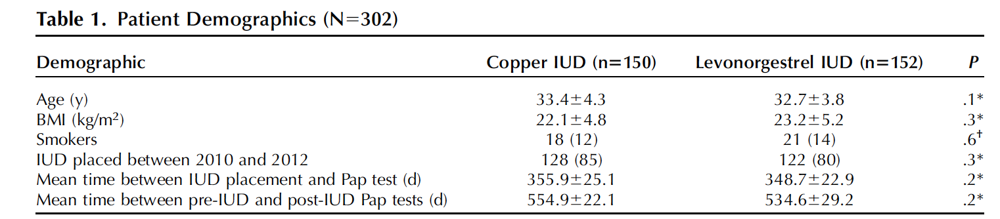 Table 1. Patient Demographics (N=302)
Demographic Copper IUD (n=150) Levonorgestrel IUD (n=152) P
Age (y) 33.4±4.3 32.7±3.8 .1*
BMI (kg/m²) 22.1±4.8 23.2±5.2 .3*
Smokers 18 (12) 21 (14) .6†
IUD placed between 2010 and 2012 128 (85) 122 (80) .3*
Mean time between IUD placement and Pap test (d) 355.9±25.1 348.7±22.9 .2*
Mean time between pre-IUD and post-IUD Pap tests (d) 554.9±22.1 534.6±29.2 .2*